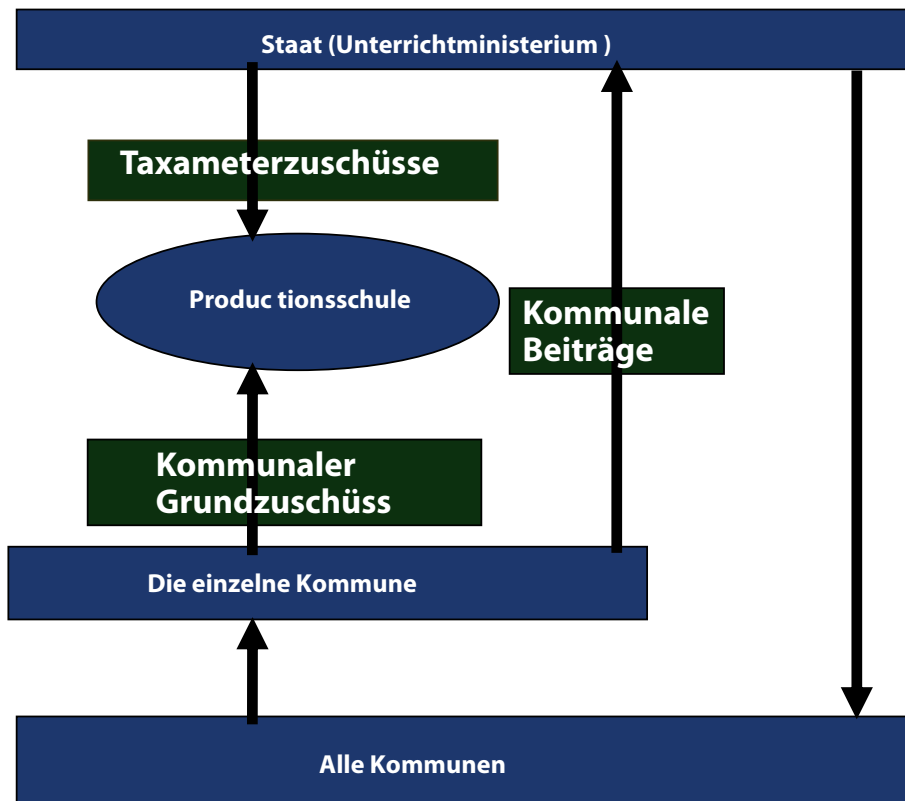 Staat (Unterrichtministerium )
Taxameterzuschüsse
Produc tionsschule
Kommunale
Beiträge
Kommunaler
Grundzuschüss
Die einzelne Kommune
Alle Kommunen